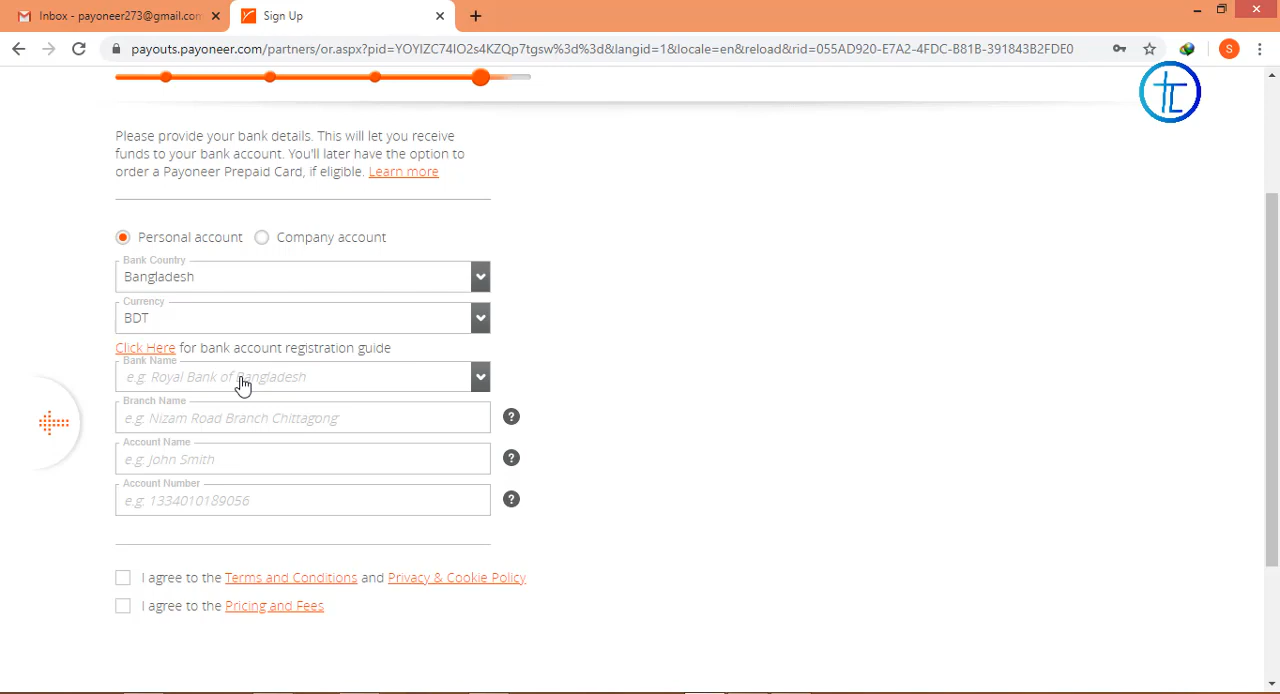 Inbox - payoneer273@gmail.com
Sign Up
payouts.payoneer.com/partners/or.aspx?pid=YOYIZC74IO2s4KZQp7tgsw%3d%3d&langid=1&locale=en&reload&rid=055AD920-E7A2-4FDC-B81B-391843B2FDE0
S
TL
Please provide your bank details. This will let you receive
funds to your bank account. You'll later have the option to
order a Payoneer Prepaid Card, if eligible. Learn more
Personal account
Company account
Bank Country
Bangladesh
Currency
BDT
Click Here for bank account registration guide
Bank Name
e.g. Royal Bank of Bangladesh
Branch Name
e.g. Nizam Road Branch Chittagong
?
Account Name
e.g. John Smith
?
Account Number
e.g. 1334010189056
?
I agree to the Terms and Conditions and Privacy & Cookie Policy
I agree to the Pricing and Fees